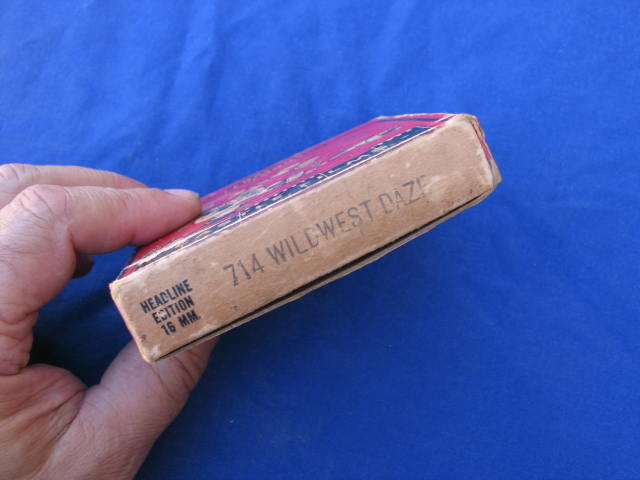 714 WILDWEST DAZE
HEADLINE
EDITION
16 MM.